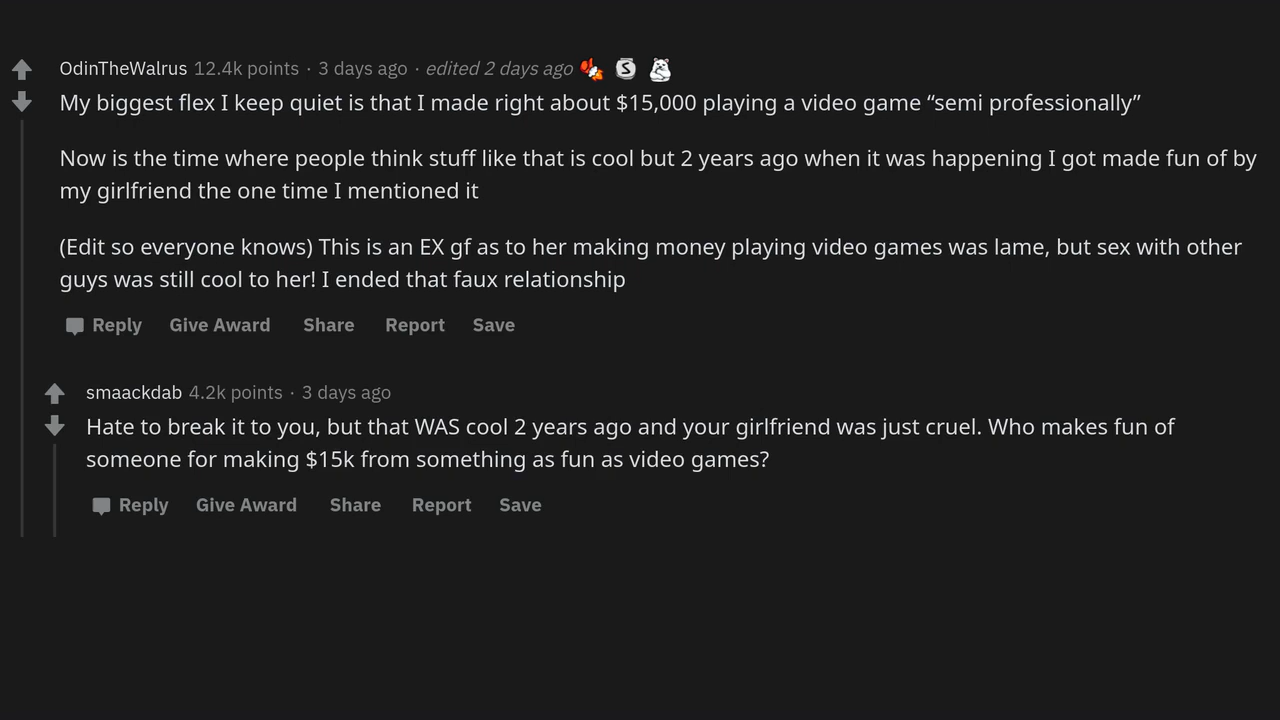 OdinTheWalrus 12.4k points · 3 days ago · edited 2 days ago
My biggest flex I keep quiet is that I made right about $15,000 playing a video game “semi professionally”
Now is the time where people think stuff like that is cool but 2 years ago when it was happening I got made fun of by
my girlfriend the one time I mentioned it
(Edit so everyone knows) This is an EX gf as to her making money playing video games was lame, but sex with other
guys was still cool to her! I ended that faux relationship
Reply Give Award Share Report Save
smaackdab 4.2k points · 3 days ago
Hate to break it to you, but that WAS cool 2 years ago and your girlfriend was just cruel. Who makes fun of
someone for making $15k from something as fun as video games?
Reply Give Award Share Report Save